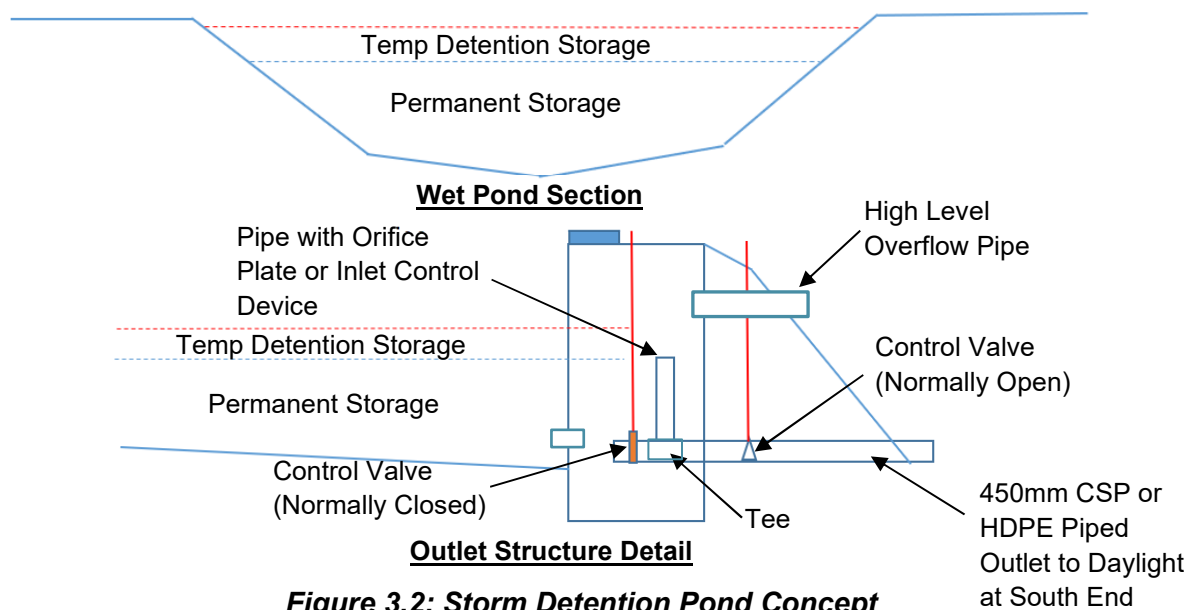 Temp Detention Storage
Permanent Storage
Wet Pond Section
Pipe with Orifice
Plate or Inlet Control
Device
High Level
Overflow Pipe
Temp Detention Storage
Permanent Storage
Control Valve
(Normally Open)
Control Valve
(Normally Closed)
Tee
450mm CSP or
HDPE Piped
Outlet to Daylight
at South End
Outlet Structure Detail
Figure 3.2: Storm Detention Pond Concept